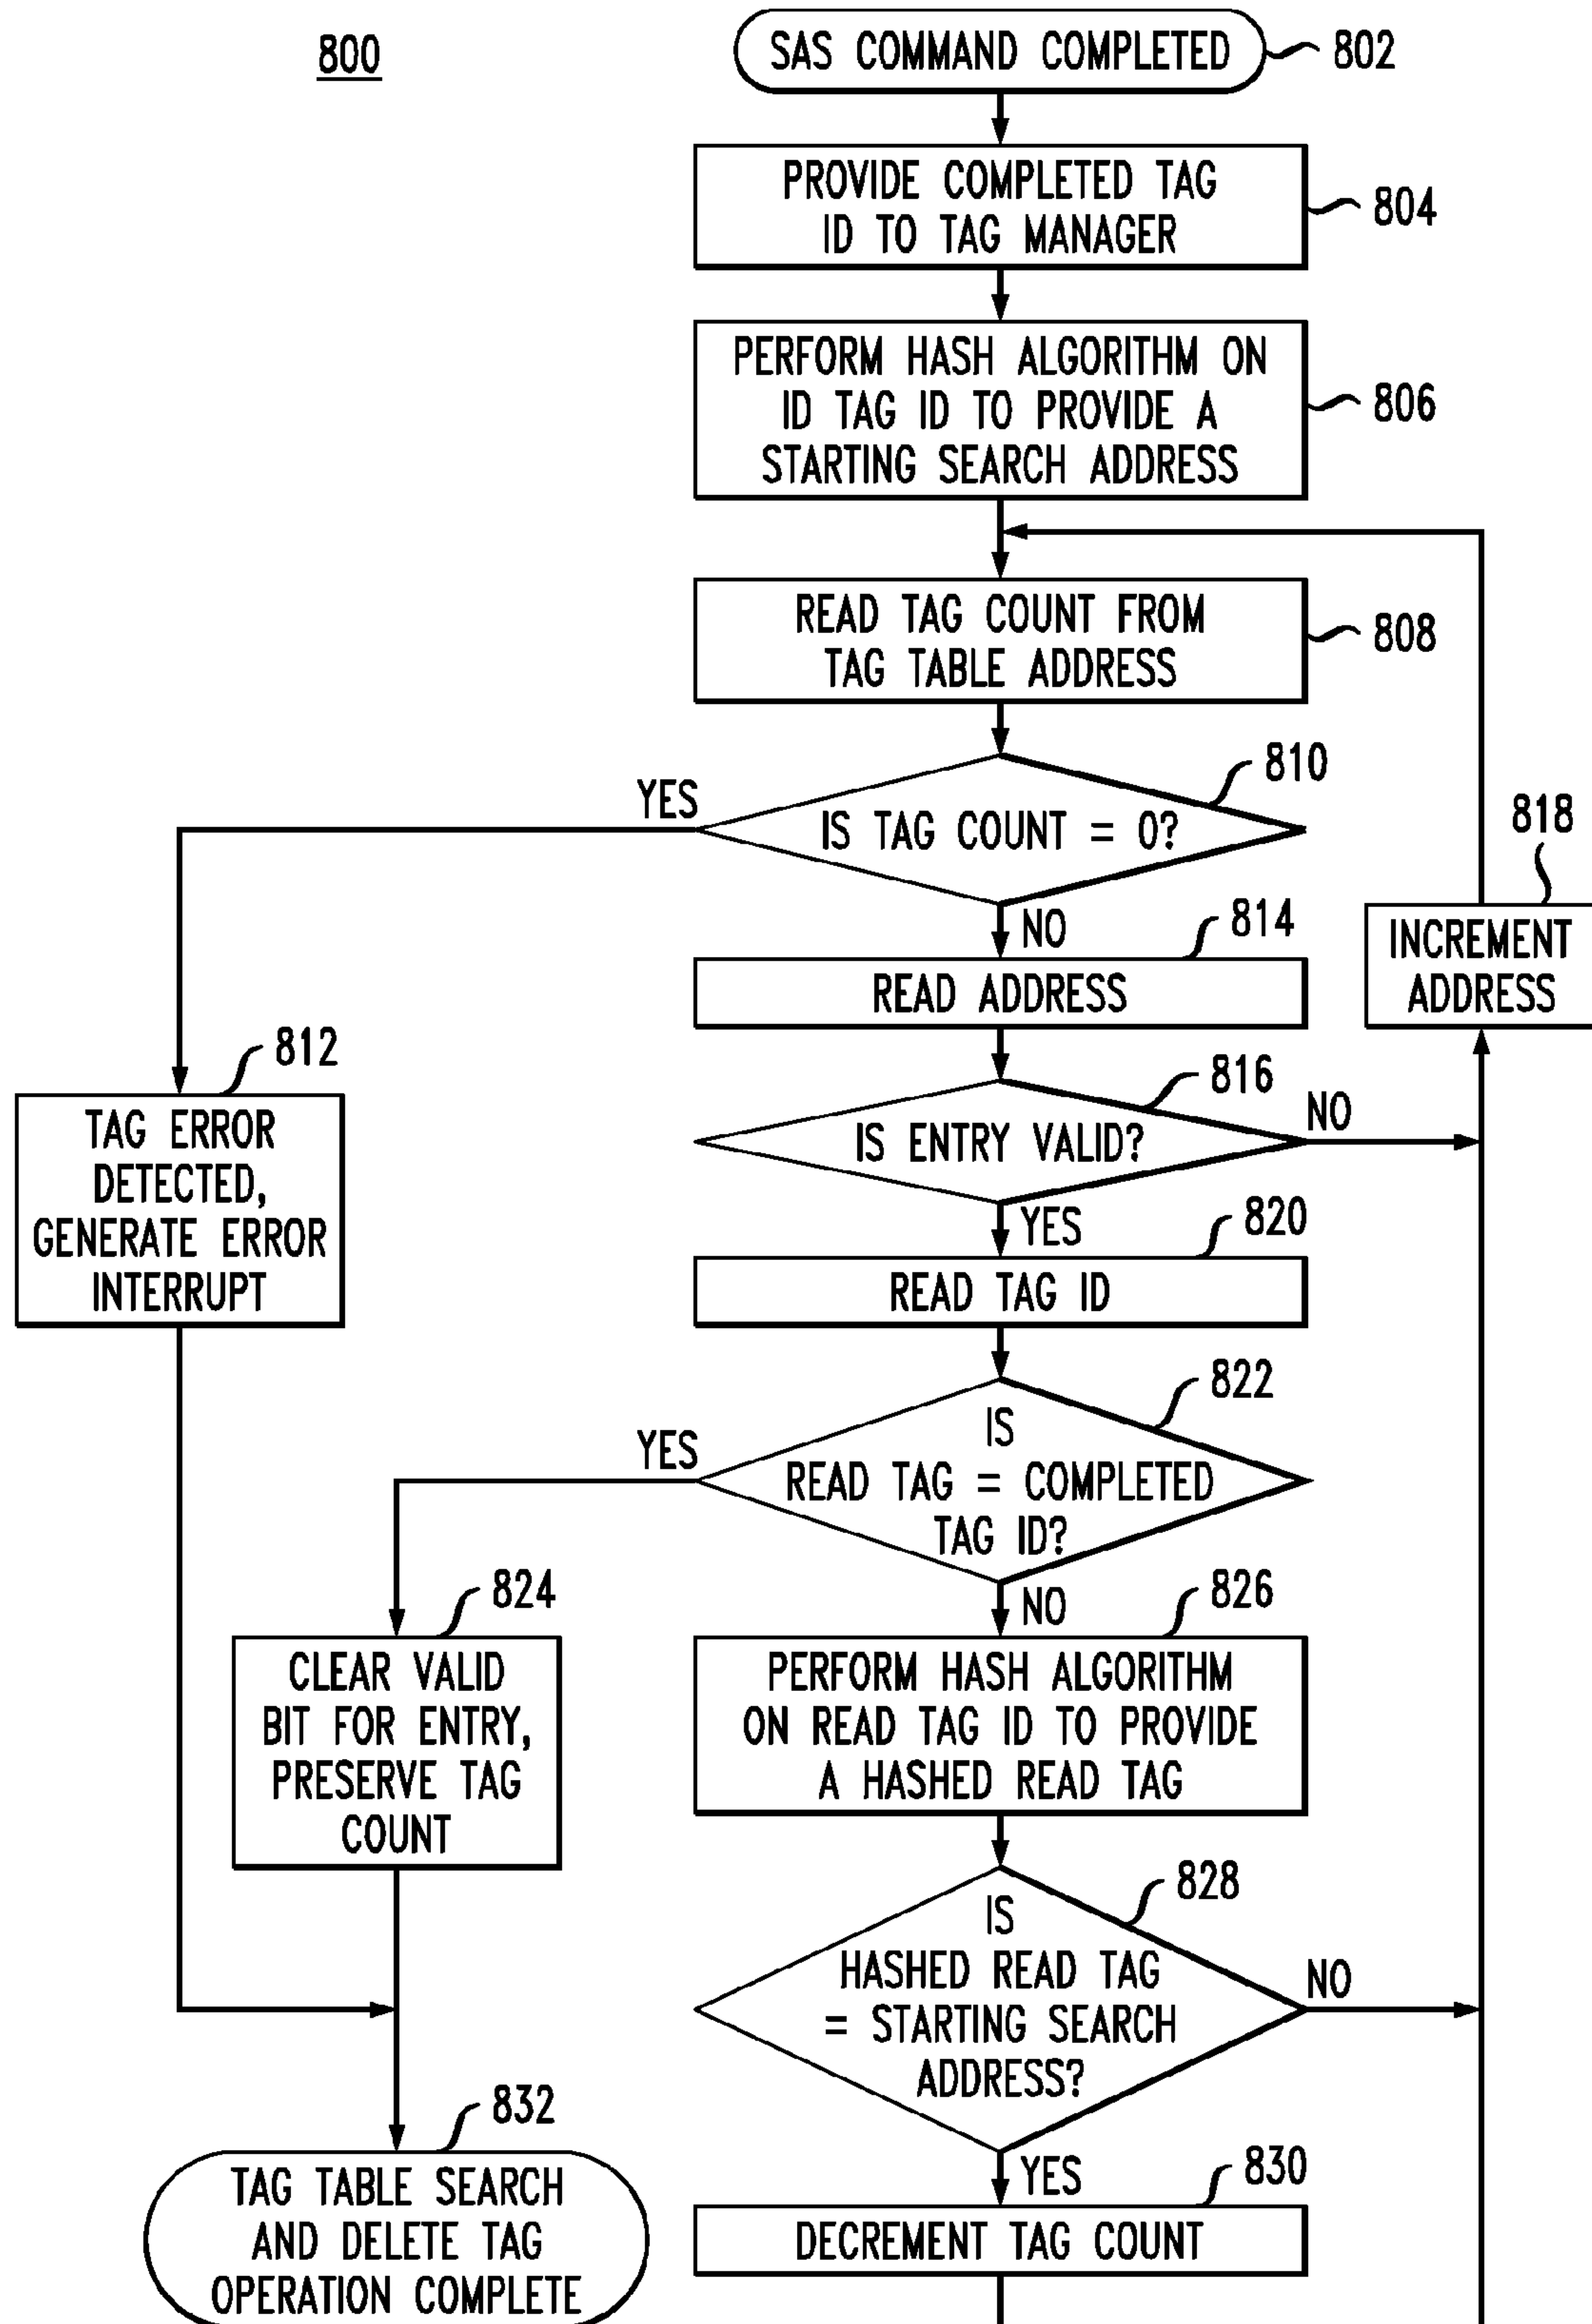 800
SAS COMMAND COMPLETED
802
PROVIDE COMPLETED TAG
ID TO TAG MANAGER
804
PERFORM HASH ALGORITHM ON
ID TAG ID TO PROVIDE A
STARTING SEARCH ADDRESS
806
READ TAG COUNT FROM
TAG TABLE ADDRESS
808
810
IS TAG COUNT = 0?
YES
NO
812
TAG ERROR
DETECTED,
GENERATE ERROR
INTERRUPT
814
READ ADDRESS
816
IS ENTRY VALID?
NO
YES
818
INCREMENT
ADDRESS
820
READ TAG ID
822
IS
READ TAG = COMPLETED
TAG ID?
YES
NO
824
CLEAR VALID
BIT FOR ENTRY,
PRESERVE TAG
COUNT
826
PERFORM HASH ALGORITHM
ON READ TAG ID TO PROVIDE
A HASHED READ TAG
828
IS
HASHED READ TAG
= STARTING SEARCH
ADDRESS?
NO
YES
830
DECREMENT TAG COUNT
832
TAG TABLE SEARCH
AND DELETE TAG
OPERATION COMPLETE